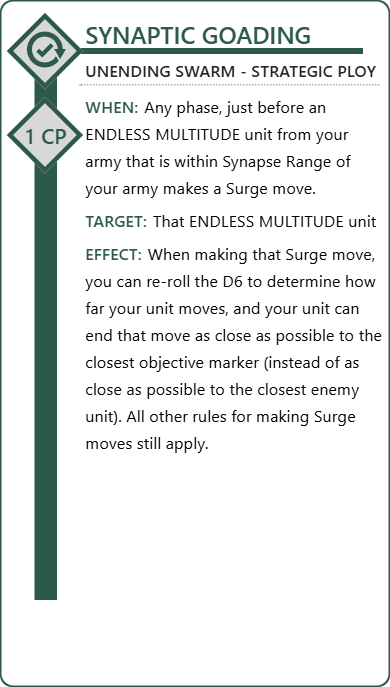 SYNAPTIC GOADING
UNENDING SWARM - STRATEGIC PLOY
1 CP
WHEN: Any phase, just before an
ENDLESS MULTITUDE unit from your
army that is within Synapse Range of
your army makes a Surge move.
TARGET: That ENDLESS MULTITUDE unit
EFFECT: When making that Surge move,
you can re-roll the D6 to determine how
far your unit moves, and your unit can
end that move as close as possible to the
closest objective marker (instead of as
close as possible to the closest enemy
unit). All other rules for making Surge
moves still apply.